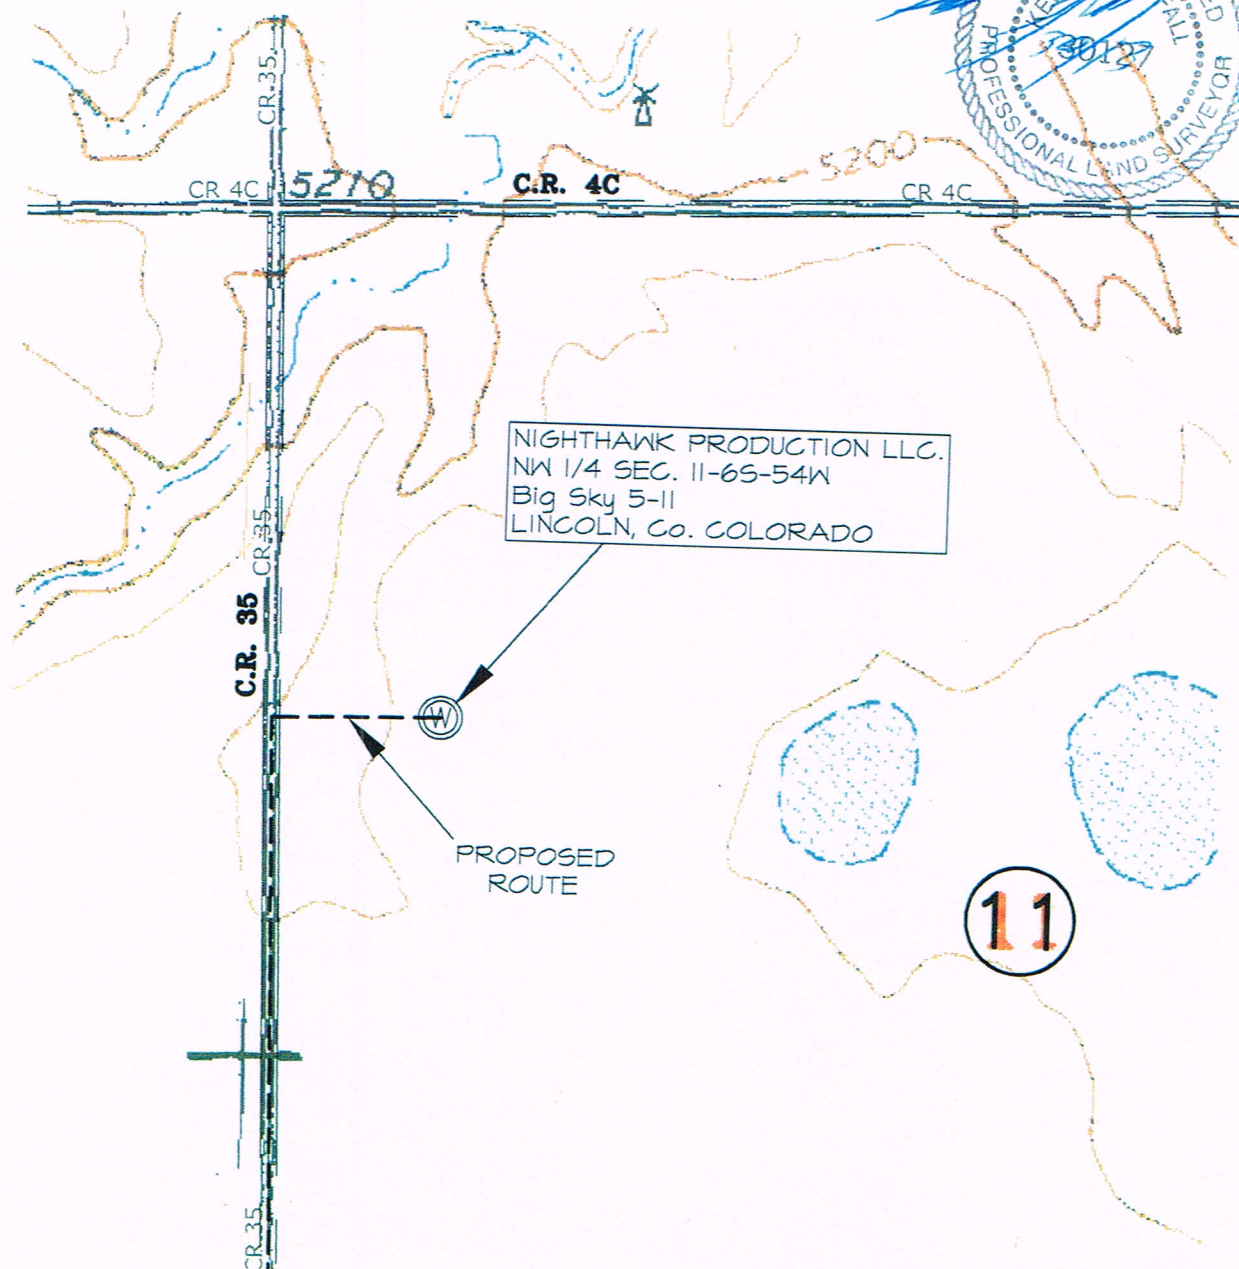 30127
PROFESSIONAL LAND SURVEYOR
CR 35
CR 4C
5210
C.R. 4C
5200
CR 4C
NIGHTHAWK PRODUCTION LLC.
NW 1/4 SEC. 11-6S-54W
Big Sky 5-11
LINCOLN, Co. COLORADO
CR 35
C.R. 35
W
PROPOSED
ROUTE
11
CR 35